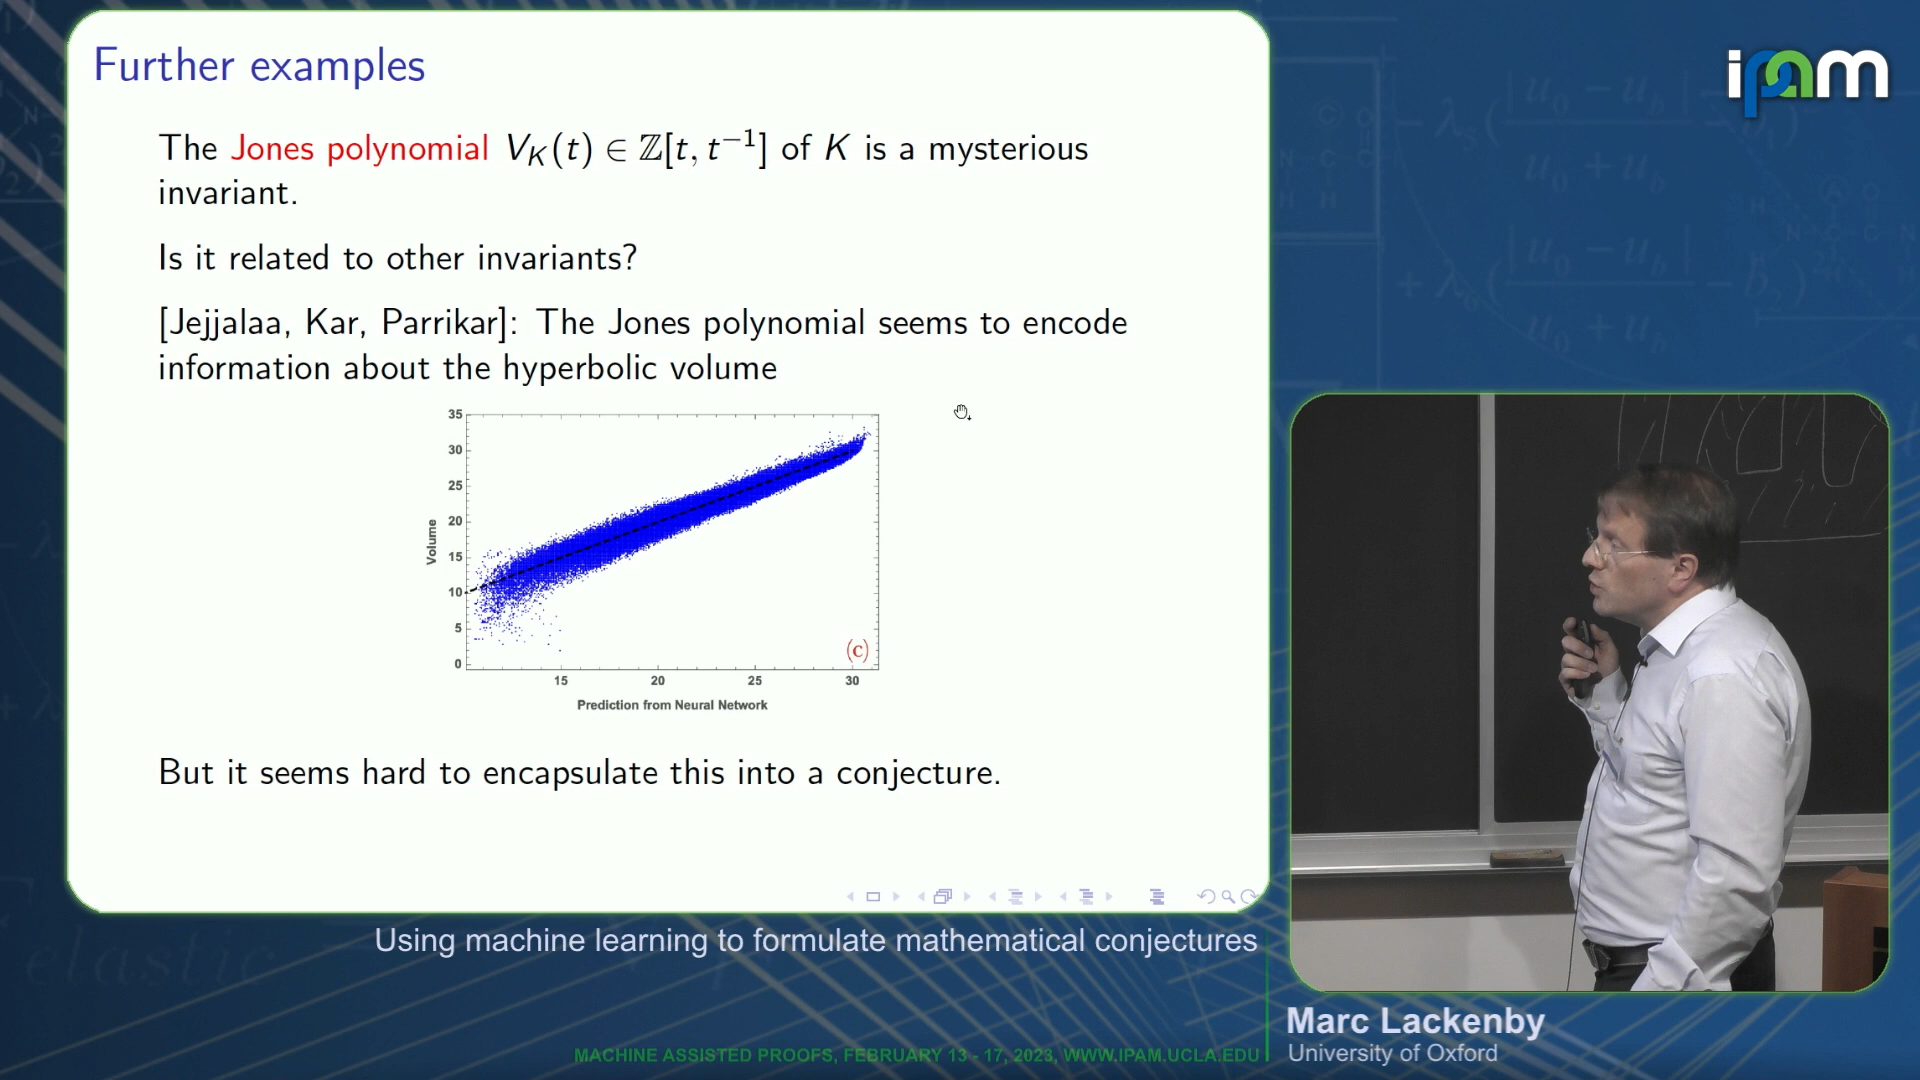 Further examples
ipam
The Jones polynomial V_K(t) ∈ ℤ[t, t⁻¹] of K is a mysterious
invariant.
Is it related to other invariants?
[Jejjalaa, Kar, Parrikar]: The Jones polynomial seems to encode
information about the hyperbolic volume
35
30
25
20
15
10
5
0
Volume
(c)
15 20 25 30
Prediction from Neural Network
But it seems hard to encapsulate this into a conjecture.
Using machine learning to formulate mathematical conjectures
Marc Lackenby
University of Oxford
MACHINE ASSISTED PROOFS, FEBRUARY 13 - 17, 2023, WWW.IPAM.UCLA.EDU
elastic